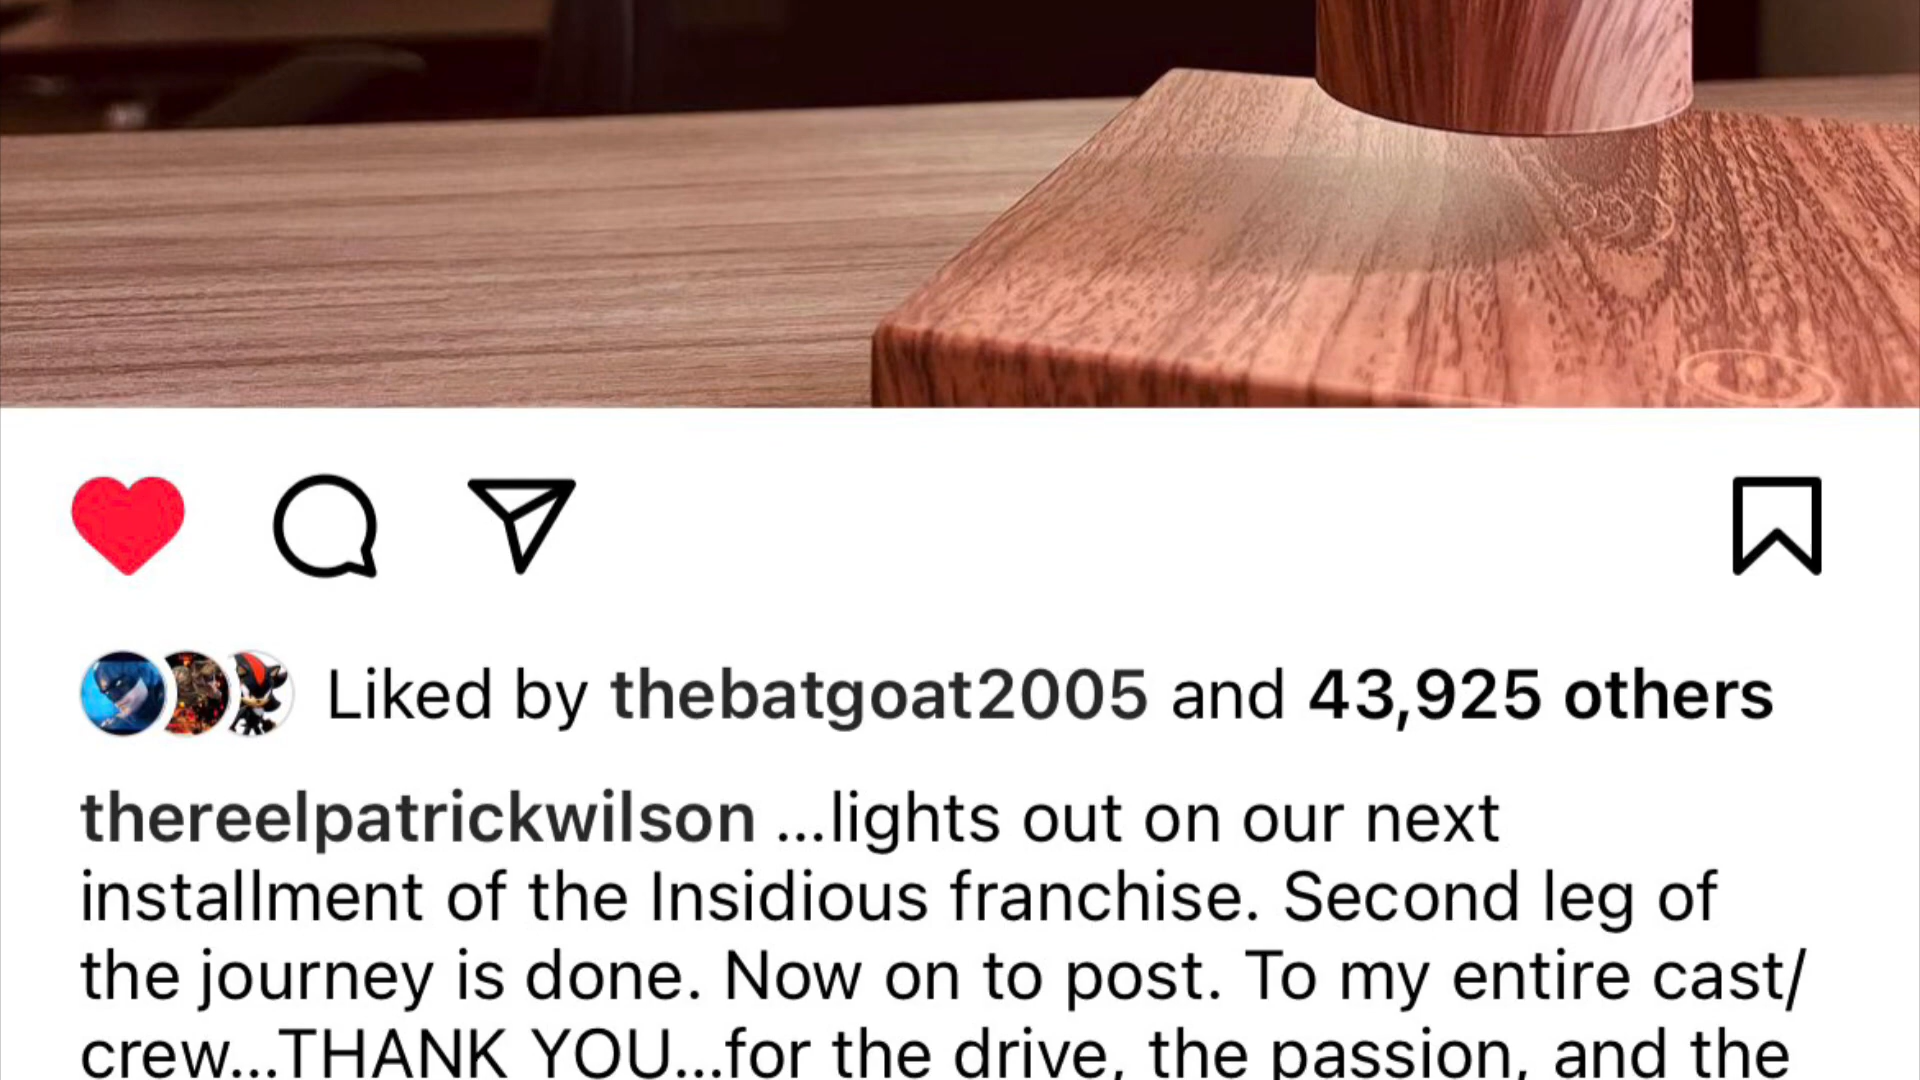 Liked by thebatgoat2005 and 43,925 others
thereelpatrickwilson ...lights out on our next
installment of the Insidious franchise. Second leg of
the journey is done. Now on to post. To my entire cast/
crew...THANK YOU...for the drive, the passion, and the